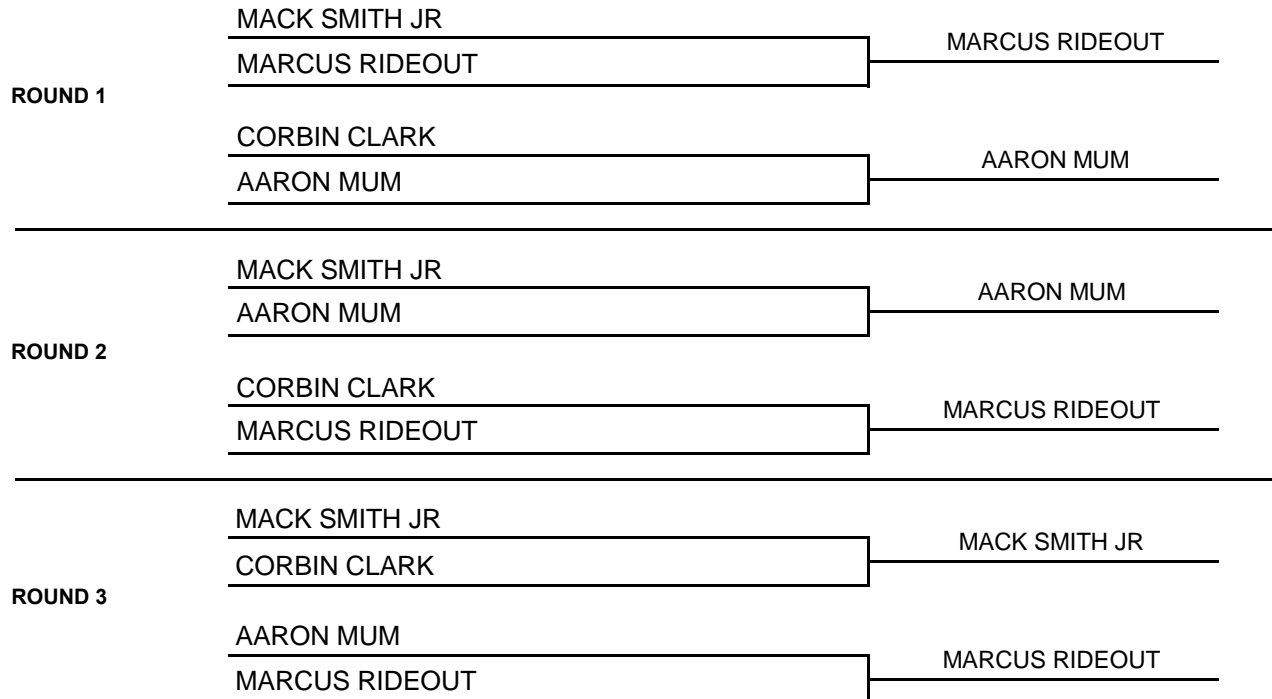 MACK SMITH JR
MARCUS RIDEOUT
MARCUS RIDEOUT
ROUND 1
CORBIN CLARK
AARON MUM
AARON MUM
MACK SMITH JR
AARON MUM
AARON MUM
ROUND 2
CORBIN CLARK
MARCUS RIDEOUT
MARCUS RIDEOUT
MACK SMITH JR
MACK SMITH JR
CORBIN CLARK
ROUND 3
AARON MUM
MARCUS RIDEOUT
MARCUS RIDEOUT